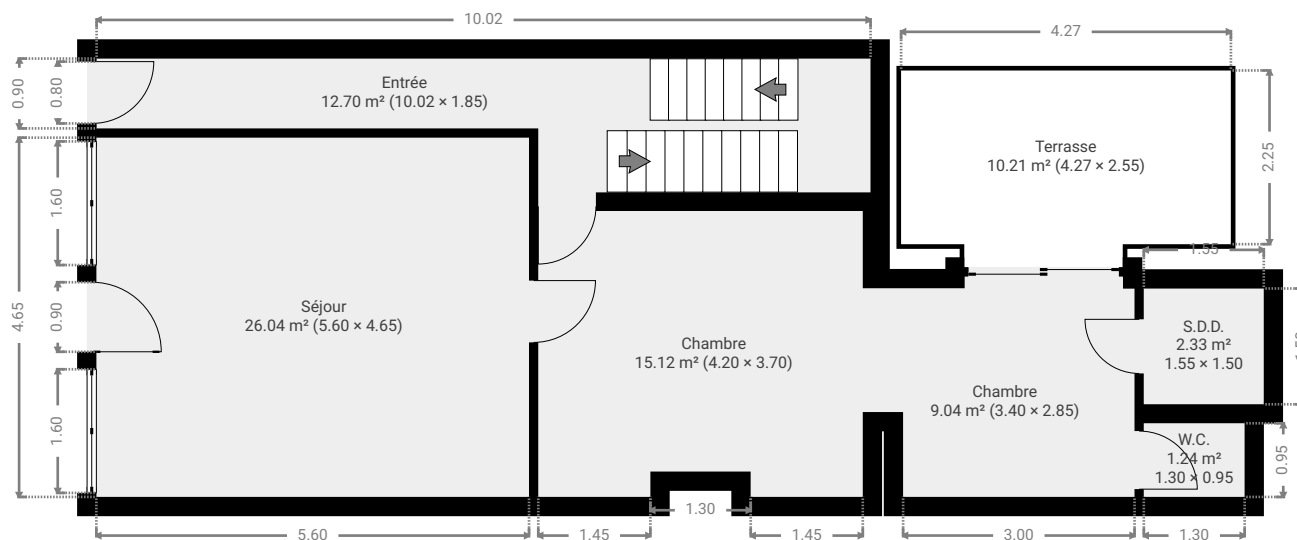 10.02
4.27
Entrée
12.70 m² (10.02 × 1.85)
0.90
0.80
Terrasse
10.21 m² (4.27 × 2.55)
2.25
1.60
1.55
4.65
0.90
Séjour
26.04 m² (5.60 × 4.65)
Chambre
15.12 m² (4.20 × 3.70)
S.D.D.
2.33 m²
1.55 × 1.50
Chambre
9.04 m² (3.40 × 2.85)
1.60
W.C.
1.24 m²
1.30 × 0.95
0.95
1.30
5.60
1.45
1.45
3.00
1.30